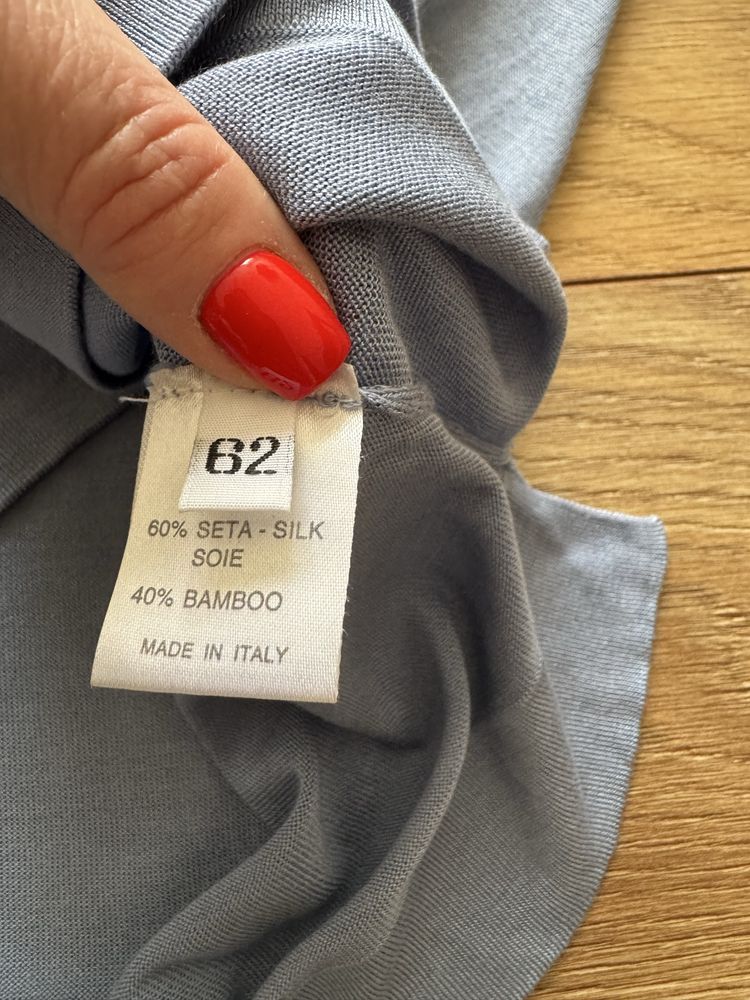 62
60% SETA - SILK
SOIE
40% BAMBOO
MADE IN ITALY